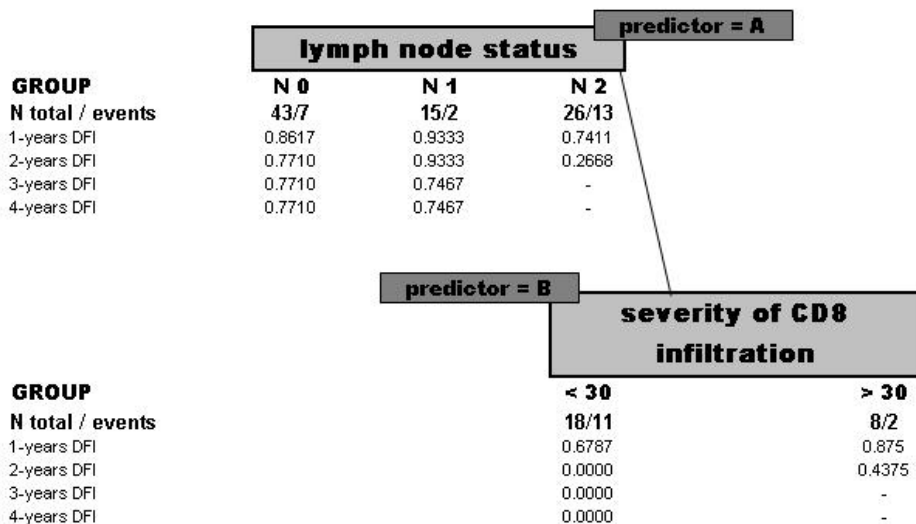 predictor = A
lymph node status
GROUP N 0 N 1 N 2
N total / events 43/7 15/2 26/13
1-years DFI 0.8617 0.9333 0.7411
2-years DFI 0.7710 0.9333 0.2668
3-years DFI 0.7710 0.7467 -
4-years DFI 0.7710 0.7467 -
predictor = B
severity of CD8
infiltration
GROUP < 30 > 30
N total / events 18/11 8/2
1-years DFI 0.6787 0.875
2-years DFI 0.0000 0.4375
3-years DFI 0.0000 -
4-years DFI 0.0000 -